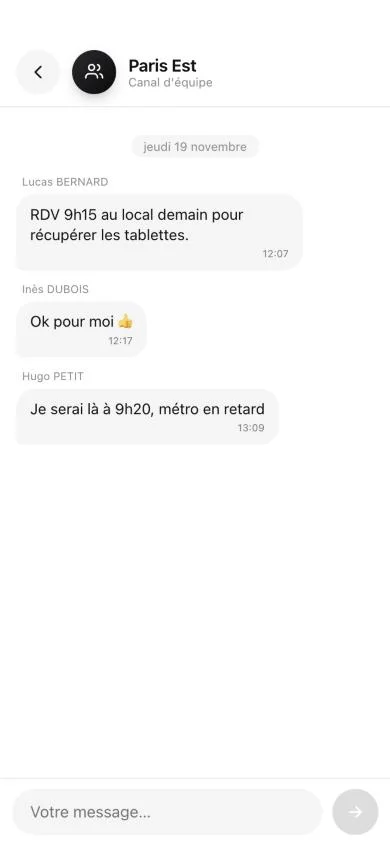 Paris Est
Canal d'équipe
jeudi 19 novembre
Lucas BERNARD
RDV 9h15 au local demain pour
récupérer les tablettes.
12:07
Inès DUBOIS
Ok pour moi 👍
12:17
Hugo PETIT
Je serai là à 9h20, métro en retard
13:09
Votre message...